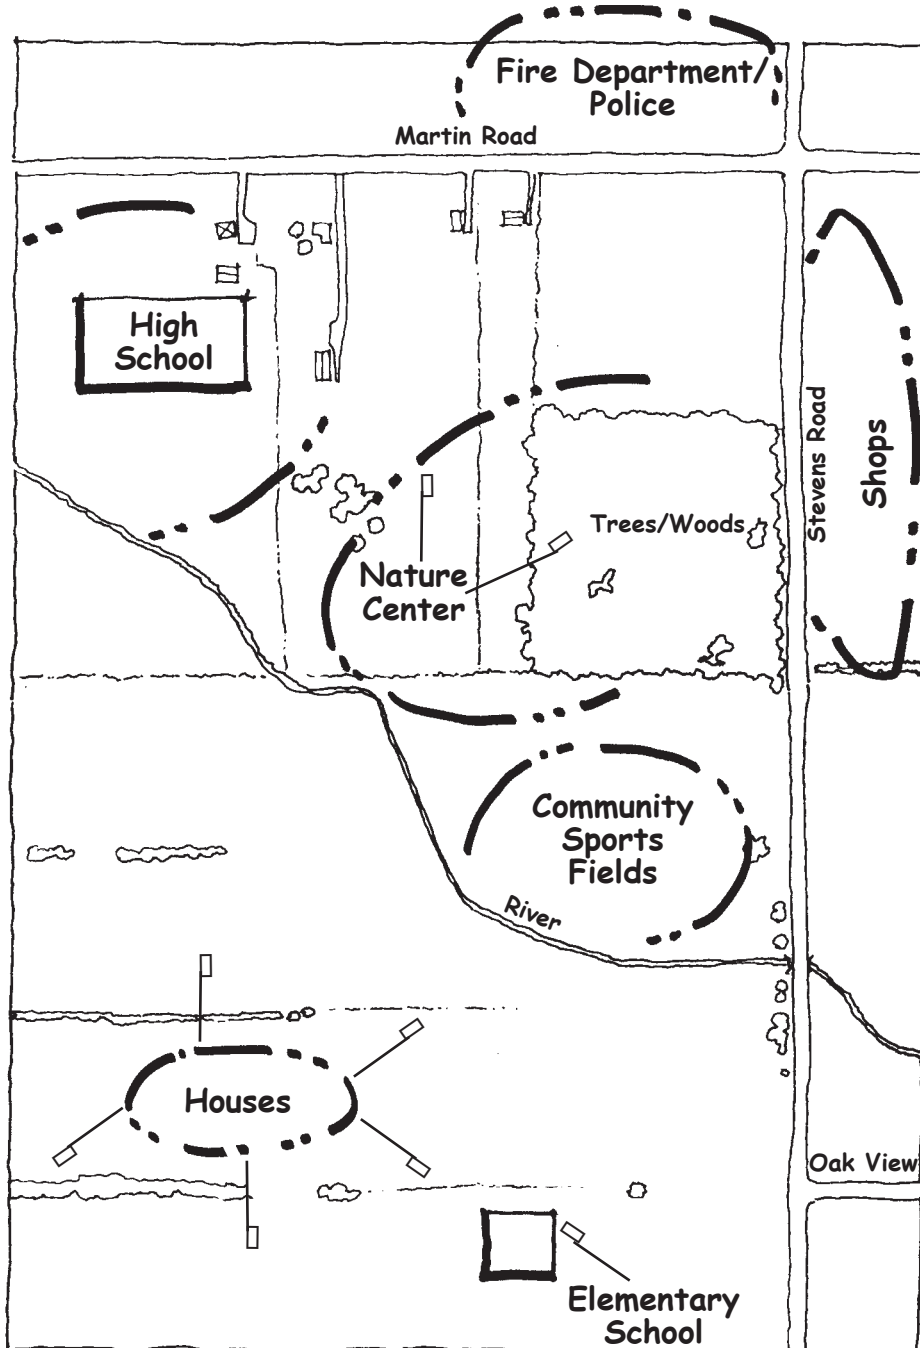 Fire Department/
Police
Martin Road
High
School
Stevens Road
Shops
Trees/Woods
Nature
Center
Community
Sports
Fields
River
Houses
Oak View
Elementary
School